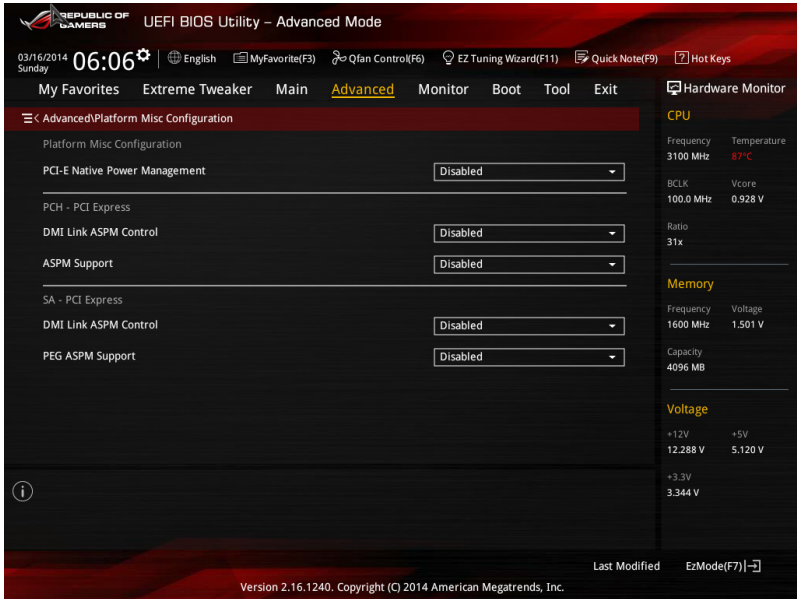 REPUBLIC OF GAMERS UEFI BIOS Utility – Advanced Mode
03/16/2014 Sunday 06:06 English MyFavorite(F3) Qfan Control(F6) EZ Tuning Wizard(F11) Quick Note(F9) ? Hot Keys
My Favorites Extreme Tweaker Main Advanced Monitor Boot Tool Exit
Advanced\Platform Misc Configuration
Platform Misc Configuration
PCI-E Native Power Management Disabled
PCH - PCI Express
DMI Link ASPM Control Disabled
ASPM Support Disabled
SA - PCI Express
DMI Link ASPM Control Disabled
PEG ASPM Support Disabled
Hardware Monitor
CPU
Frequency Temperature
3100 MHz 87°C
BCLK Vcore
100.0 MHz 0.928 V
Ratio
31x
Memory
Frequency Voltage
1600 MHz 1.501 V
Capacity
4096 MB
Voltage
+12V +5V
12.288 V 5.120 V
+3.3V
3.344 V
i
Last Modified EzMode(F7)
Version 2.16.1240. Copyright (C) 2014 American Megatrends, Inc.